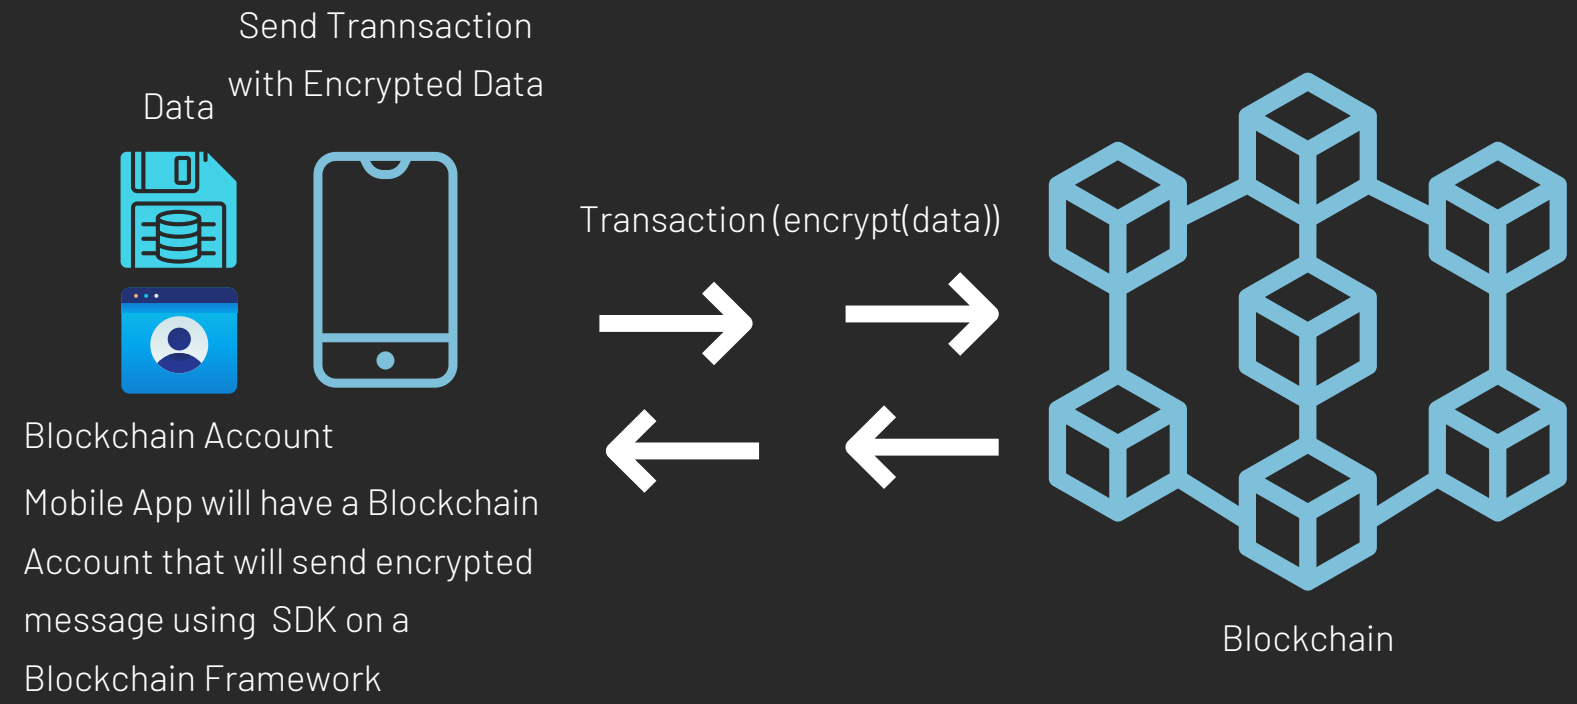 Send Trannsaction
with Encrypted Data
Data
Transaction (encrypt(data))
Blockchain Account
Mobile App will have a Blockchain
Account that will send encrypted
message using  SDK on a
Blockchain Framework
Blockchain